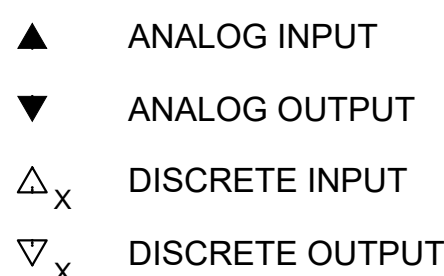 ▲ ANALOG INPUT
▼ ANALOG OUTPUT
△X DISCRETE INPUT
▽X DISCRETE OUTPUT